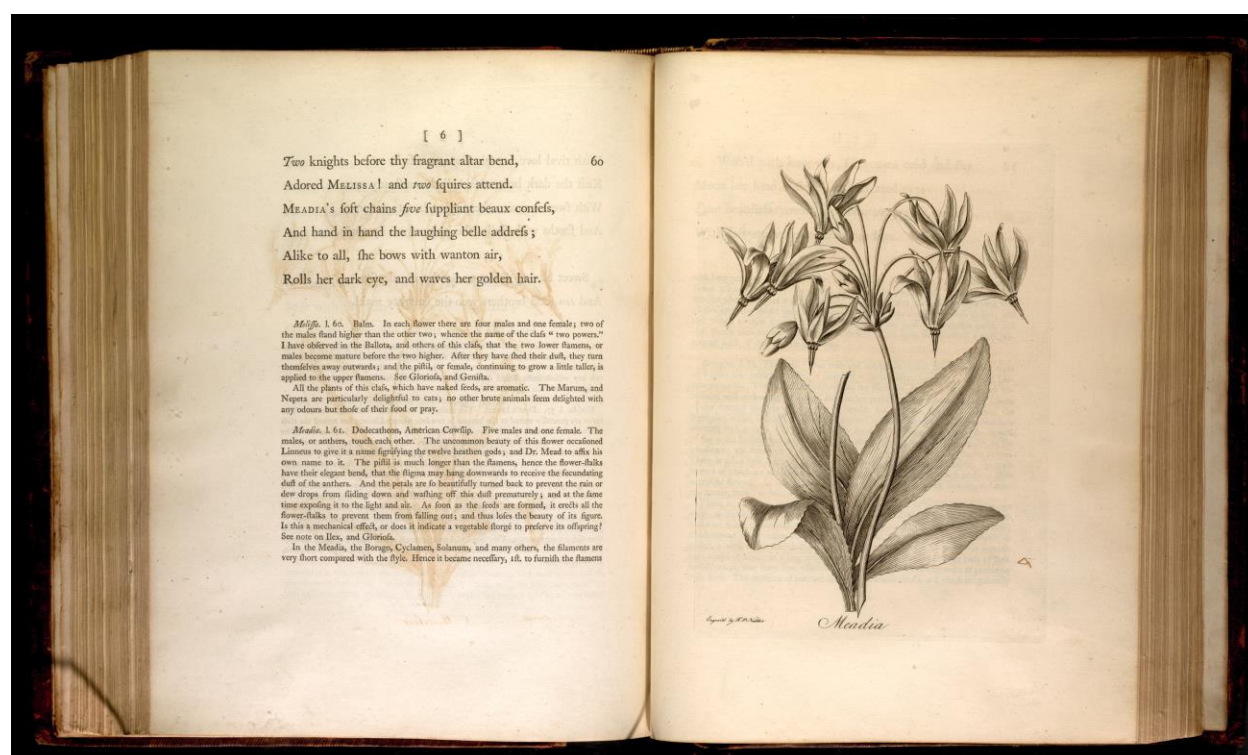 [ 6 ]
Two knights before thy fragrant altar bend, 60
Adored MELISSA! and two ſquires attend.
MEADIA's ſoft chains five ſuppliant beaux confeſs,
And hand in hand the laughing belle addreſs;
Alike to all, ſhe bows with wanton air,
Rolls her dark eye, and waves her golden hair.
Meliſſa. l. 60. Balm. In each flower there are four males and one female; two of
the males ſtand higher than the other two; whence the name of the claſs "two powers."
I have obſerved in the Ballota, and others of this claſs, that the two lower ſtamens, or
males become mature before the two higher. After they have ſhed their duſt, they turn
themſelves away outwards; and the piſtil, or female, continuing to grow a little taller, is
applied to the upper ſtamens. See Glorioſa, and Geniſta.
All the plants of this claſs, which have naked ſeeds, are aromatic. The Marum, and
Nepeta are particularly delightful to cats; no other brute animals ſeem delighted with
any odours but thoſe of their food or pray.
Meadia. l. 61. Dodecatheon, American Cowſlip. Five males and one female. The
males, or anthers, touch each other. The uncommon beauty of this flower occaſioned
Linneus to give it a name ſignifying the twelve heathen gods; and Dr. Mead to affix his
own name to it. The piſtil is much longer than the ſtamens, hence the flower-ſtalks
have their elegant bend, that the ſtigma may hang downwards to receive the fecundating
duſt of the anthers. And the petals are ſo beautifully turned back to prevent the rain or
dew drops from ſliding down and waſhing off this duſt prematurely; and at the ſame
time expoſing it to the light and air. As ſoon as the ſeeds are formed, it erects all the
flower-ſtalks to prevent them from falling out; and thus loſes the beauty of its figure.
Is this a mechanical effect, or does it indicate a vegetable ſtorgé to preſerve its offspring?
See note on Ilex, and Glorioſa.
In the Meadia, the Borago, Cyclamen, Solanum, and many others, the filaments are
very ſhort compared with the ſtyle. Hence it became neceſſary, 1ſt. to furniſh the ſtamens
Meadia